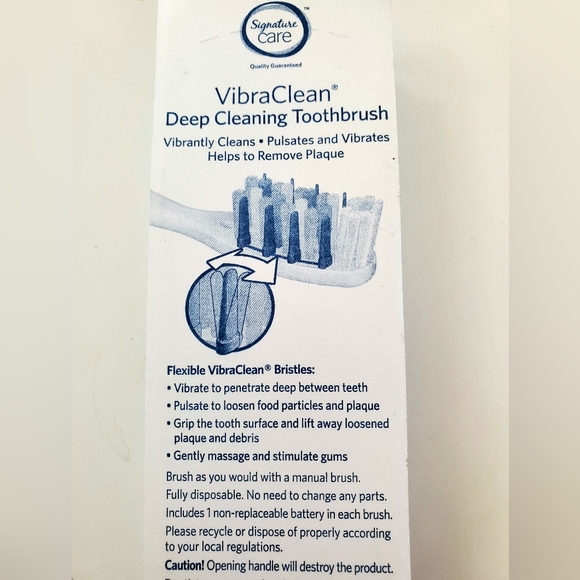 Signature
care
™
Quality Guaranteed
VibraClean®
Deep Cleaning Toothbrush
Vibrantly Cleans ▪ Pulsates and Vibrates
Helps to Remove Plaque
Flexible VibraClean® Bristles:
• Vibrate to penetrate deep between teeth
• Pulsate to loosen food particles and plaque
• Grip the tooth surface and lift away loosened
plaque and debris
• Gently massage and stimulate gums
Brush as you would with a manual brush.
Fully disposable. No need to change any parts.
Includes 1 non-replaceable battery in each brush.
Please recycle or dispose of properly according
to your local regulations.
Caution! Opening handle will destroy the product.